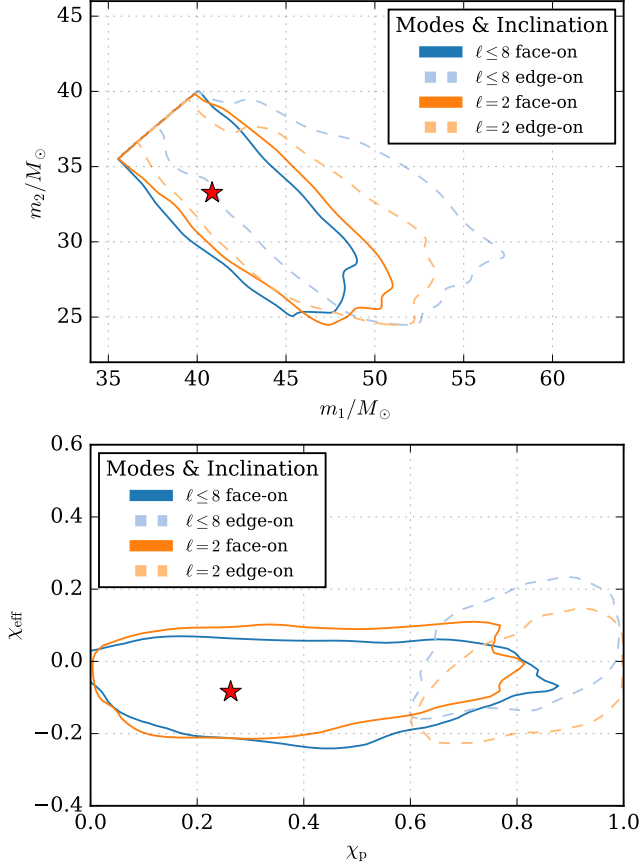 45
40
35
30
25
m₂/M⊙
Modes & Inclination
ℓ ≤ 8 face-on
ℓ ≤ 8 edge-on
ℓ = 2 face-on
ℓ = 2 edge-on
35 40 45 50 55 60
m₁/M⊙
0.6
0.4
0.2
0.0
−0.2
−0.4
χeff
Modes & Inclination
ℓ ≤ 8 face-on
ℓ ≤ 8 edge-on
ℓ = 2 face-on
ℓ = 2 edge-on
0.0 0.2 0.4 0.6 0.8 1.0
χp